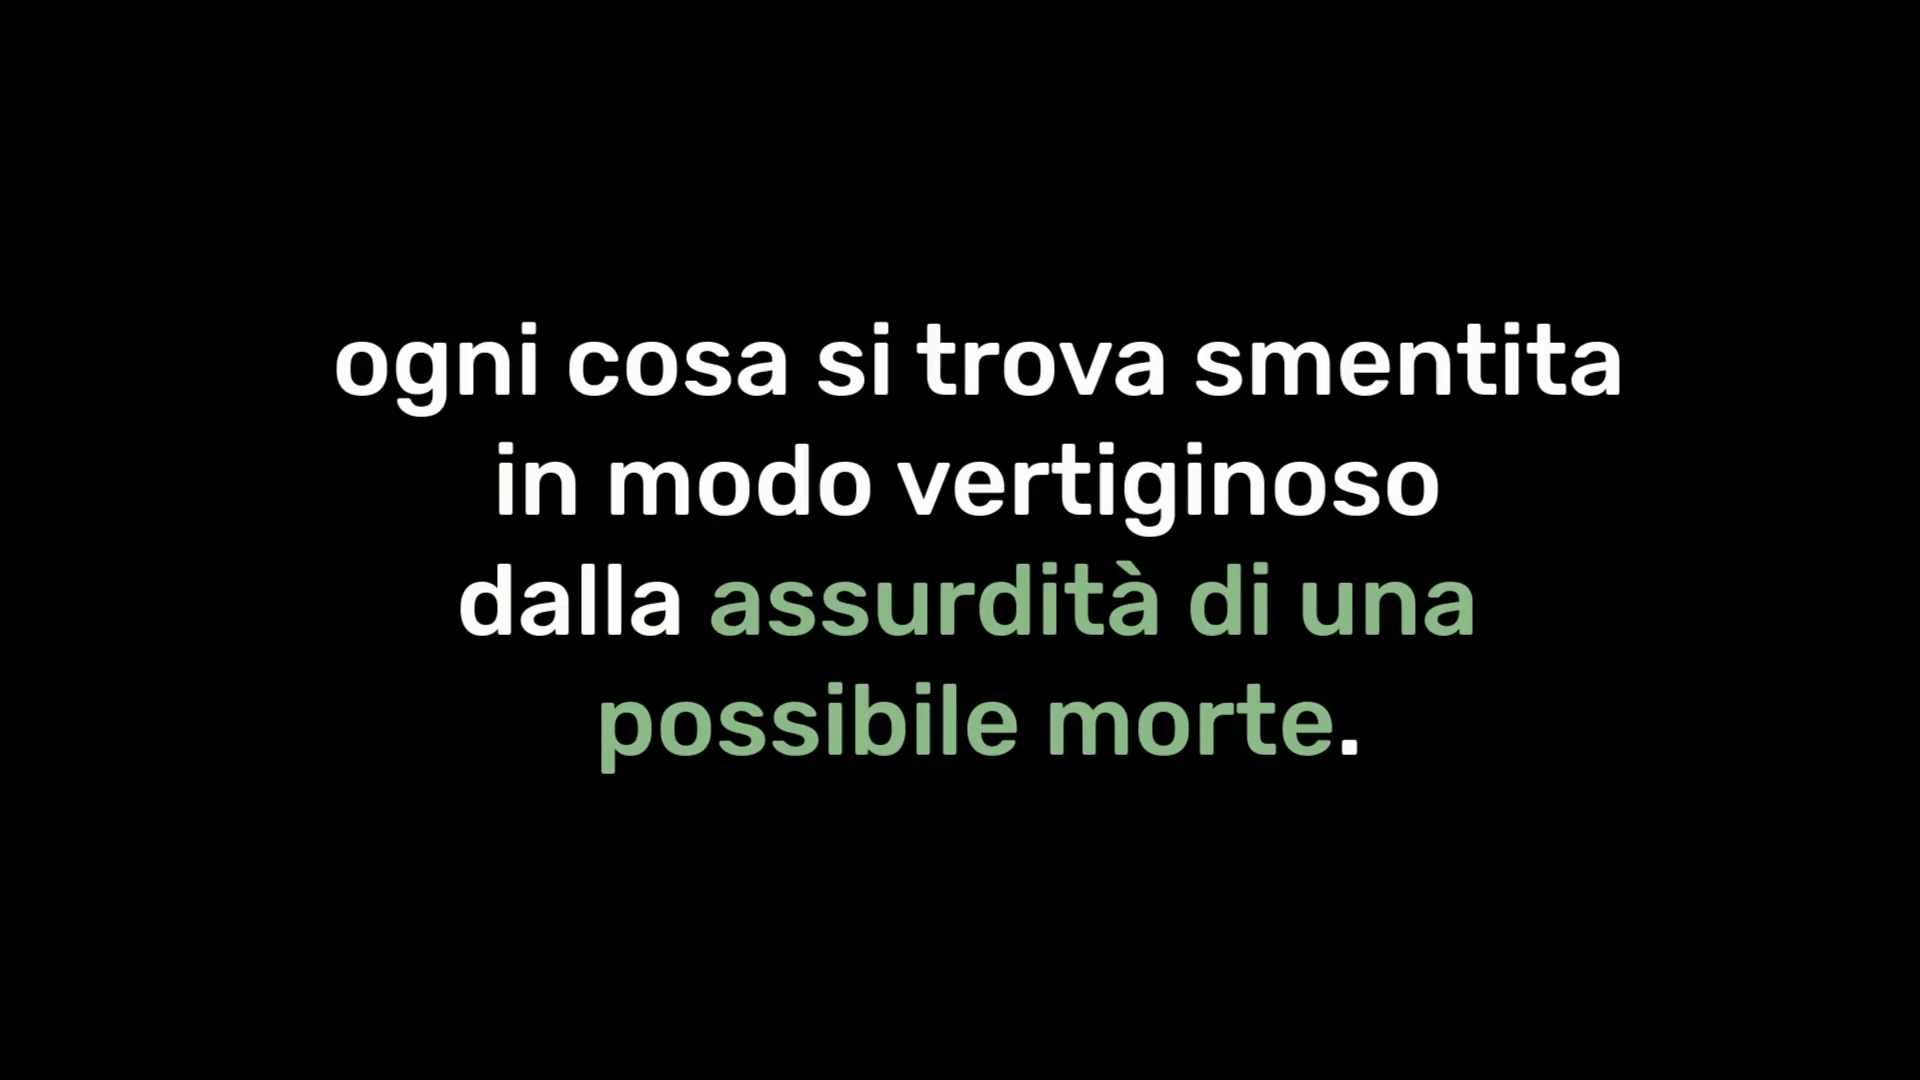 ogni cosa si trova smentita
in modo vertiginoso
dalla assurdità di una
possibile morte.